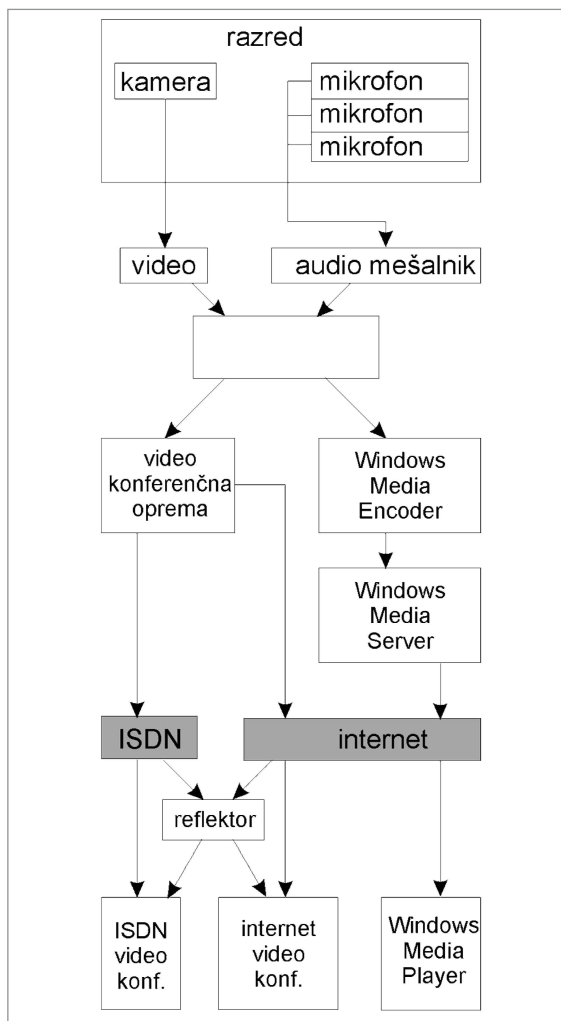 razred
kamera
mikrofon
mikrofon
mikrofon
video
audio mešalnik
video
konferenčna
oprema
Windows
Media
Encoder
Windows
Media
Server
ISDN
internet
reflektor
ISDN
video
konf.
internet
video
konf.
Windows
Media
Player